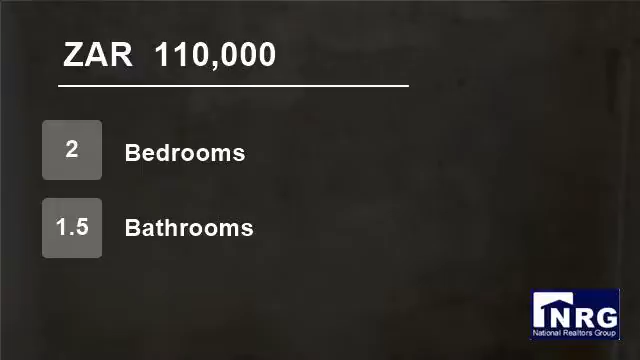 ZAR 110,000
2 Bedrooms
1.5 Bathrooms
NRG
National Realtors Group